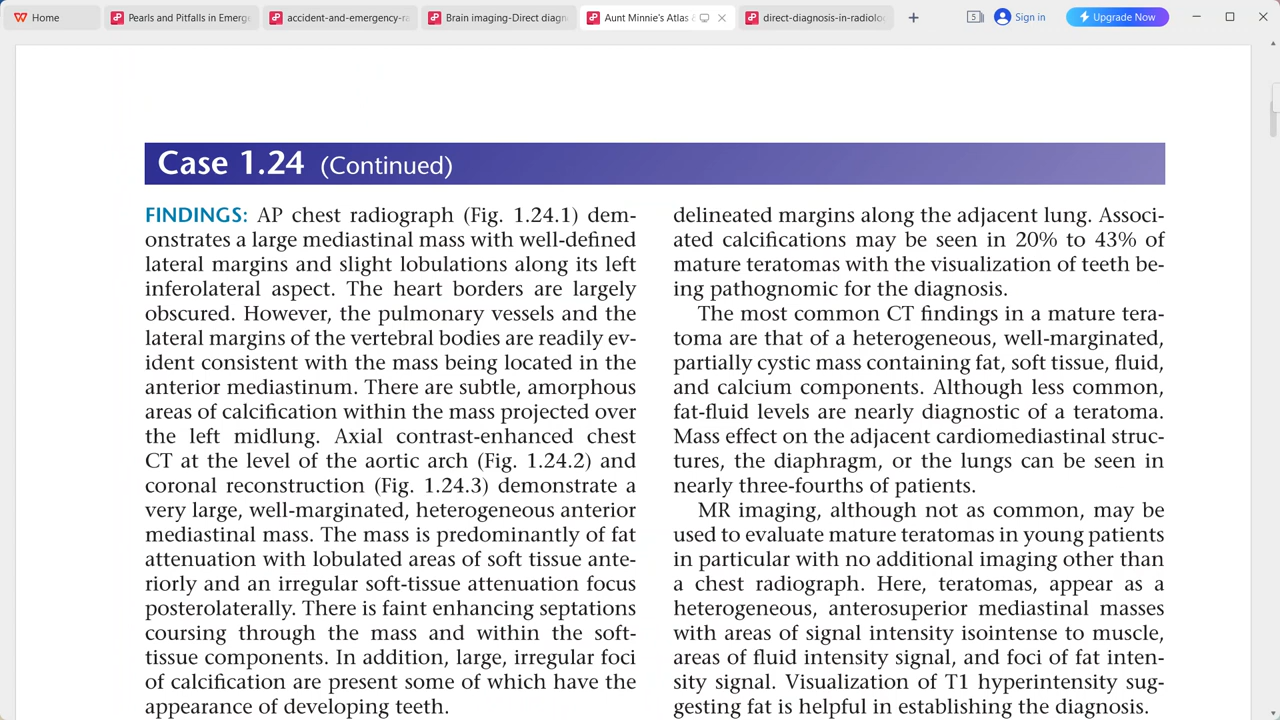 Home
Pearls and Pitfalls in Emerg
accident-and-emergency-ra
Brain imaging-Direct diagn
Aunt Minnie's Atlas &
direct-diagnosis-in-radiolo
5
Sign in
Upgrade Now
Case 1.24 (Continued)
FINDINGS: AP chest radiograph (Fig. 1.24.1) dem-
onstrates a large mediastinal mass with well-defined
lateral margins and slight lobulations along its left
inferolateral aspect. The heart borders are largely
obscured. However, the pulmonary vessels and the
lateral margins of the vertebral bodies are readily ev-
ident consistent with the mass being located in the
anterior mediastinum. There are subtle, amorphous
areas of calcification within the mass projected over
the left midlung. Axial contrast-enhanced chest
CT at the level of the aortic arch (Fig. 1.24.2) and
coronal reconstruction (Fig. 1.24.3) demonstrate a
very large, well-marginated, heterogeneous anterior
mediastinal mass. The mass is predominantly of fat
attenuation with lobulated areas of soft tissue ante-
riorly and an irregular soft-tissue attenuation focus
posterolaterally. There is faint enhancing septations
coursing through the mass and within the soft-
tissue components. In addition, large, irregular foci
of calcification are present some of which have the
appearance of developing teeth.
delineated margins along the adjacent lung. Associ-
ated calcifications may be seen in 20% to 43% of
mature teratomas with the visualization of teeth be-
ing pathognomic for the diagnosis.
The most common CT findings in a mature tera-
toma are that of a heterogeneous, well-marginated,
partially cystic mass containing fat, soft tissue, fluid,
and calcium components. Although less common,
fat-fluid levels are nearly diagnostic of a teratoma.
Mass effect on the adjacent cardiomediastinal struc-
tures, the diaphragm, or the lungs can be seen in
nearly three-fourths of patients.
MR imaging, although not as common, may be
used to evaluate mature teratomas in young patients
in particular with no additional imaging other than
a chest radiograph. Here, teratomas, appear as a
heterogeneous, anterosuperior mediastinal masses
with areas of signal intensity isointense to muscle,
areas of fluid intensity signal, and foci of fat inten-
sity signal. Visualization of T1 hyperintensity sug-
gesting fat is helpful in establishing the diagnosis.